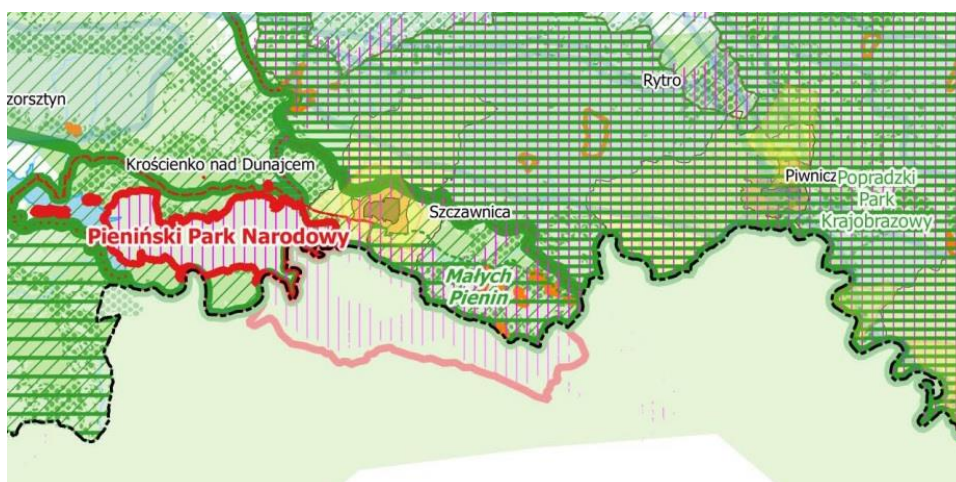 Rytro
zorsztyn
Krościenko nad Dunajcem
Piwnicz
Popradzki
Park
Krajobrazowy
Szczawnica
Pieniński Park Narodowy
Małych
Pienin